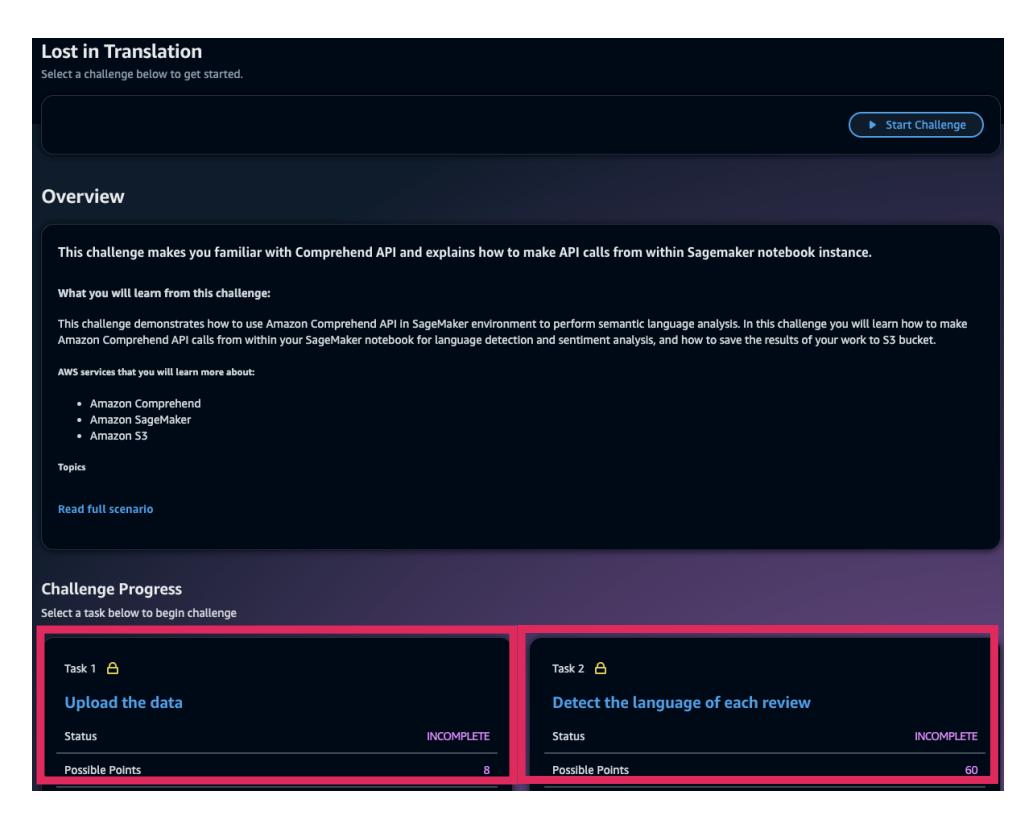 Lost in Translation
Select a challenge below to get started.
Start Challenge
Overview
This challenge makes you familiar with Comprehend API and explains how to make API calls from within Sagemaker notebook instance.
What you will learn from this challenge:
This challenge demonstrates how to use Amazon Comprehend API in SageMaker environment to perform semantic language analysis. In this challenge you will learn how to make
Amazon Comprehend API calls from within your SageMaker notebook for language detection and sentiment analysis, and how to save the results of your work to S3 bucket.
AWS services that you will learn more about:
• Amazon Comprehend
• Amazon SageMaker
• Amazon S3
Topics
Read full scenario
Challenge Progress
Select a task below to begin challenge
Task 1
Upload the data
Status INCOMPLETE
Possible Points 8
Task 2
Detect the language of each review
Status INCOMPLETE
Possible Points 60